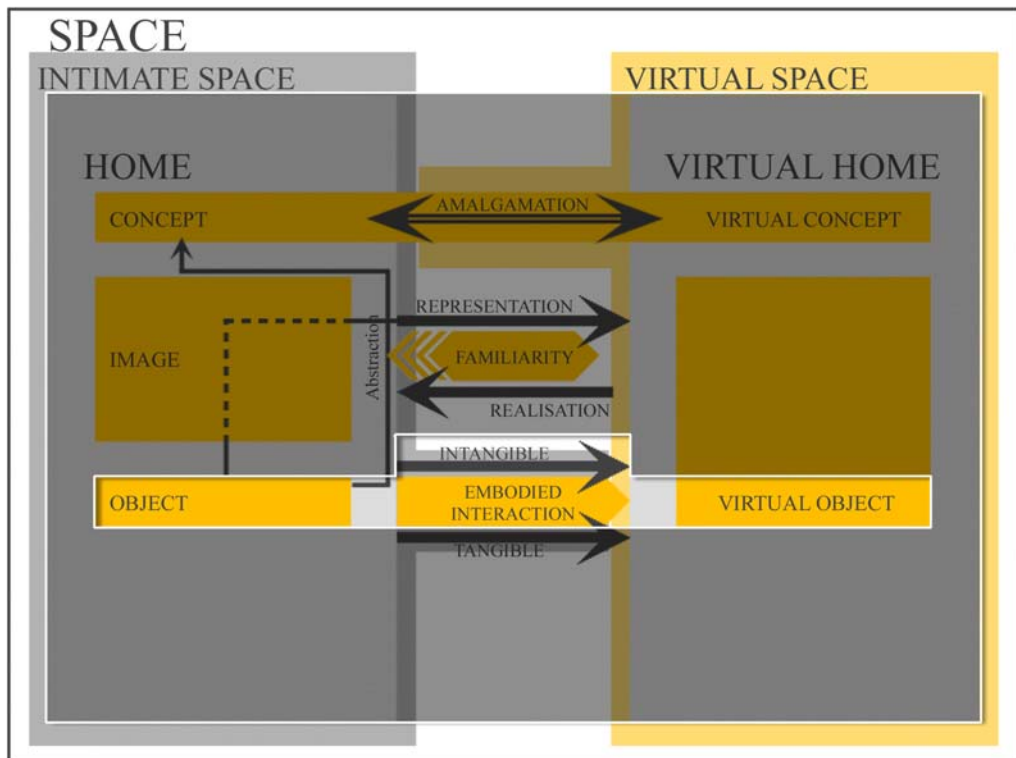 SPACE
INTIMATE SPACE
VIRTUAL SPACE
HOME
VIRTUAL HOME
CONCEPT
AMALGAMATION
VIRTUAL CONCEPT
REPRESENTATION
Abstraction
IMAGE
FAMILIARITY
REALISATION
INTANGIBLE
OBJECT
EMBODIED
INTERACTION
VIRTUAL OBJECT
TANGIBLE